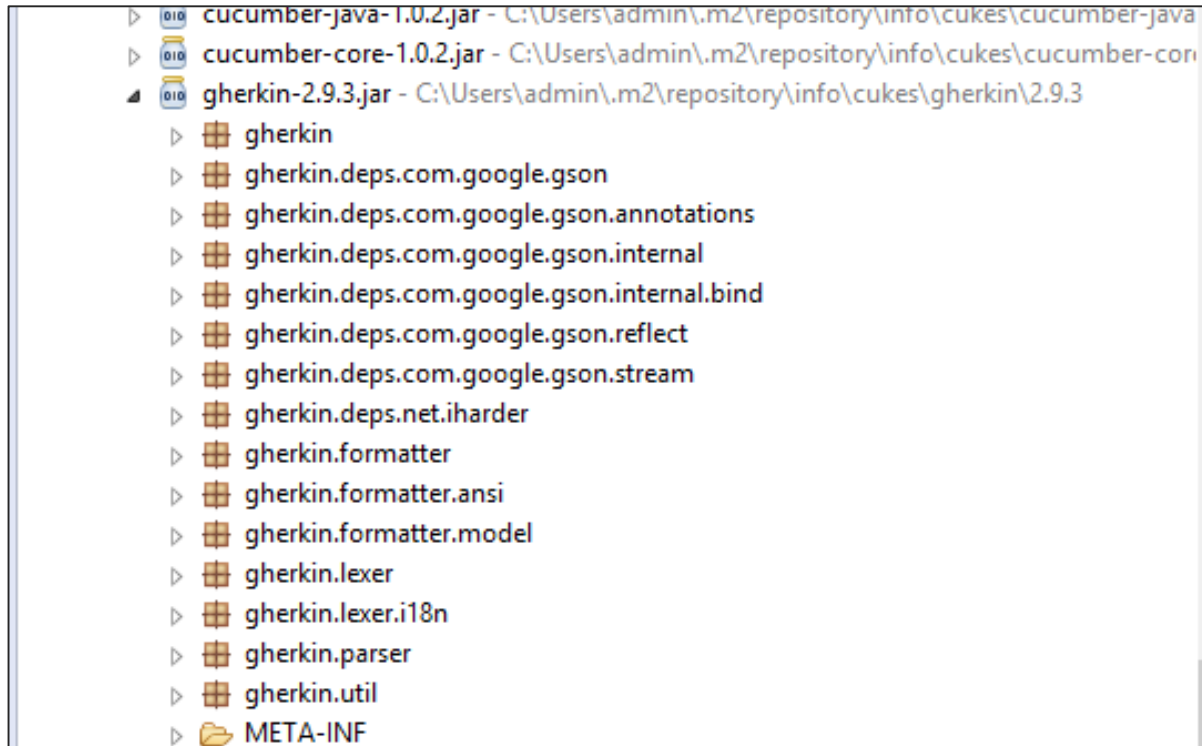 cucumber-java-1.0.2.jar - C:\Users\admin\.m2\repository\info\cukes\cucumber-java
cucumber-core-1.0.2.jar - C:\Users\admin\.m2\repository\info\cukes\cucumber-core
gherkin-2.9.3.jar - C:\Users\admin\.m2\repository\info\cukes\gherkin\2.9.3
gherkin
gherkin.deps.com.google.gson
gherkin.deps.com.google.gson.annotations
gherkin.deps.com.google.gson.internal
gherkin.deps.com.google.gson.internal.bind
gherkin.deps.com.google.gson.reflect
gherkin.deps.com.google.gson.stream
gherkin.deps.net.iharder
gherkin.formatter
gherkin.formatter.ansi
gherkin.formatter.model
gherkin.lexer
gherkin.lexer.i18n
gherkin.parser
gherkin.util
META-INF